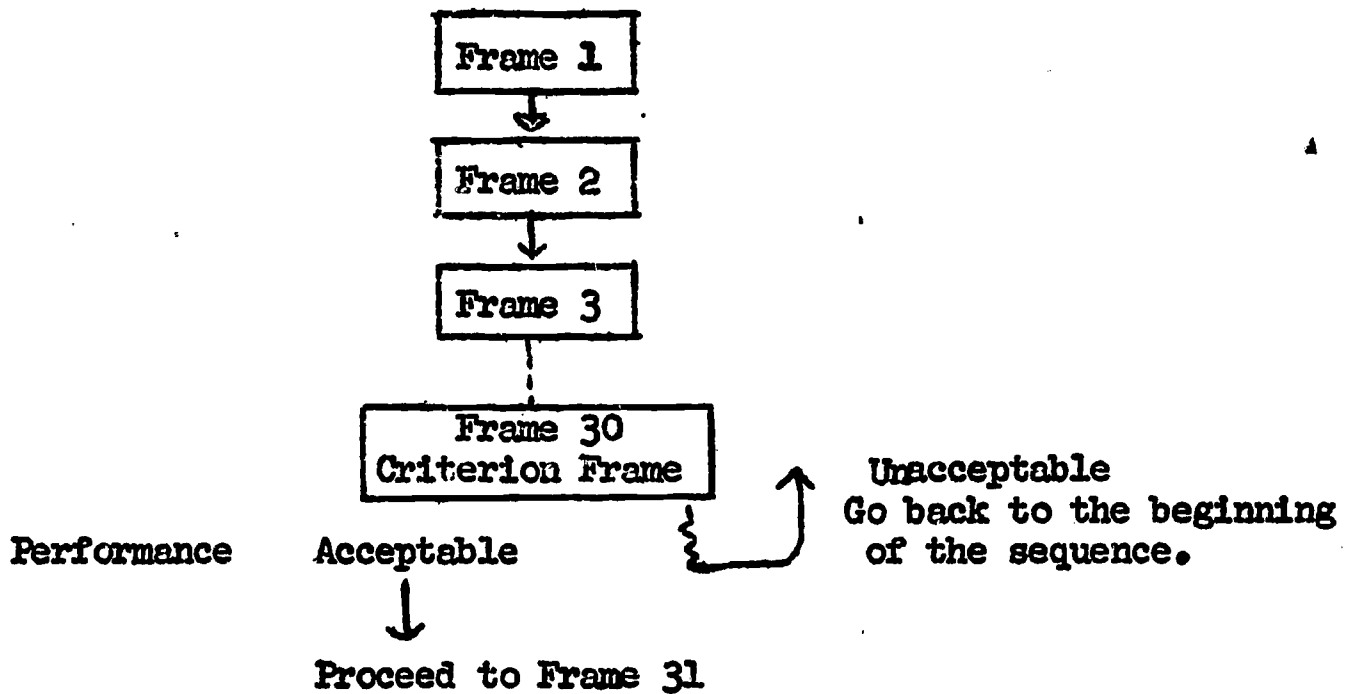 Frame 1
Frame 2
Frame 3
Frame 30
Criterion Frame
Unacceptable
Go back to the beginning
of the sequence.
Performance Acceptable
Proceed to Frame 31